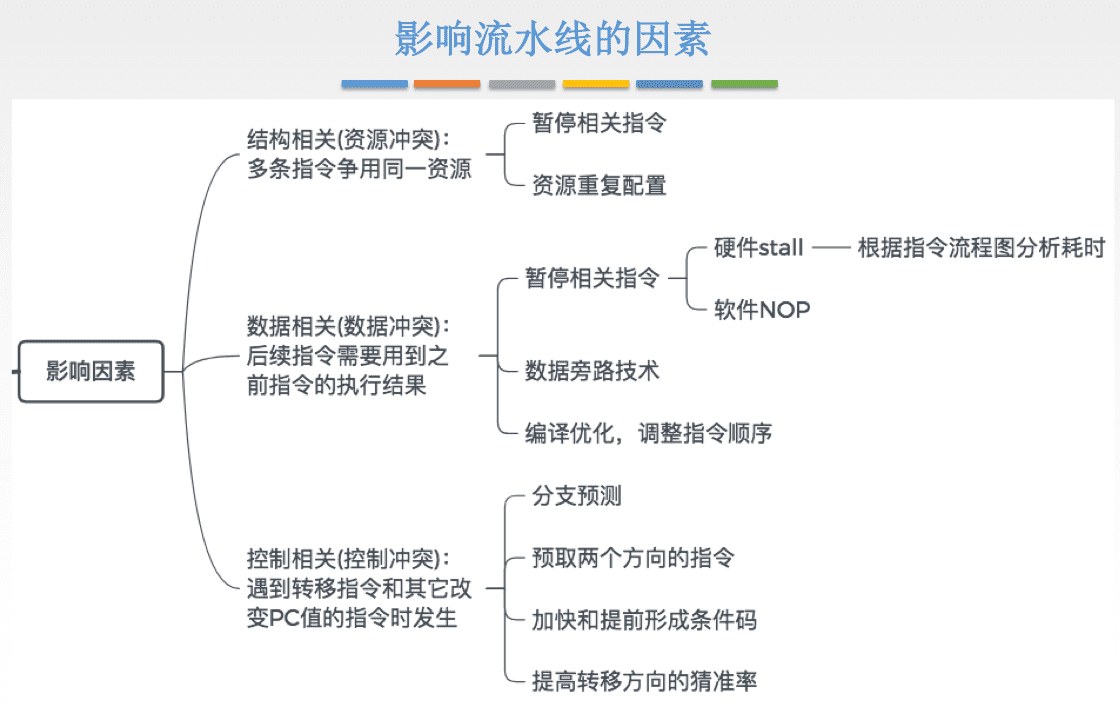 影响流水线的因素
影响因素
结构相关(资源冲突)：
多条指令争用同一资源
暂停相关指令
资源重复配置
数据相关(数据冲突)：
后续指令需要用到之
前指令的执行结果
暂停相关指令
硬件stall
根据指令流程图分析耗时
软件NOP
数据旁路技术
编译优化，调整指令顺序
控制相关(控制冲突)：
遇到转移指令和其它改
变PC值的指令时发生
分支预测
预取两个方向的指令
加快和提前形成条件码
提高转移方向的猜准率